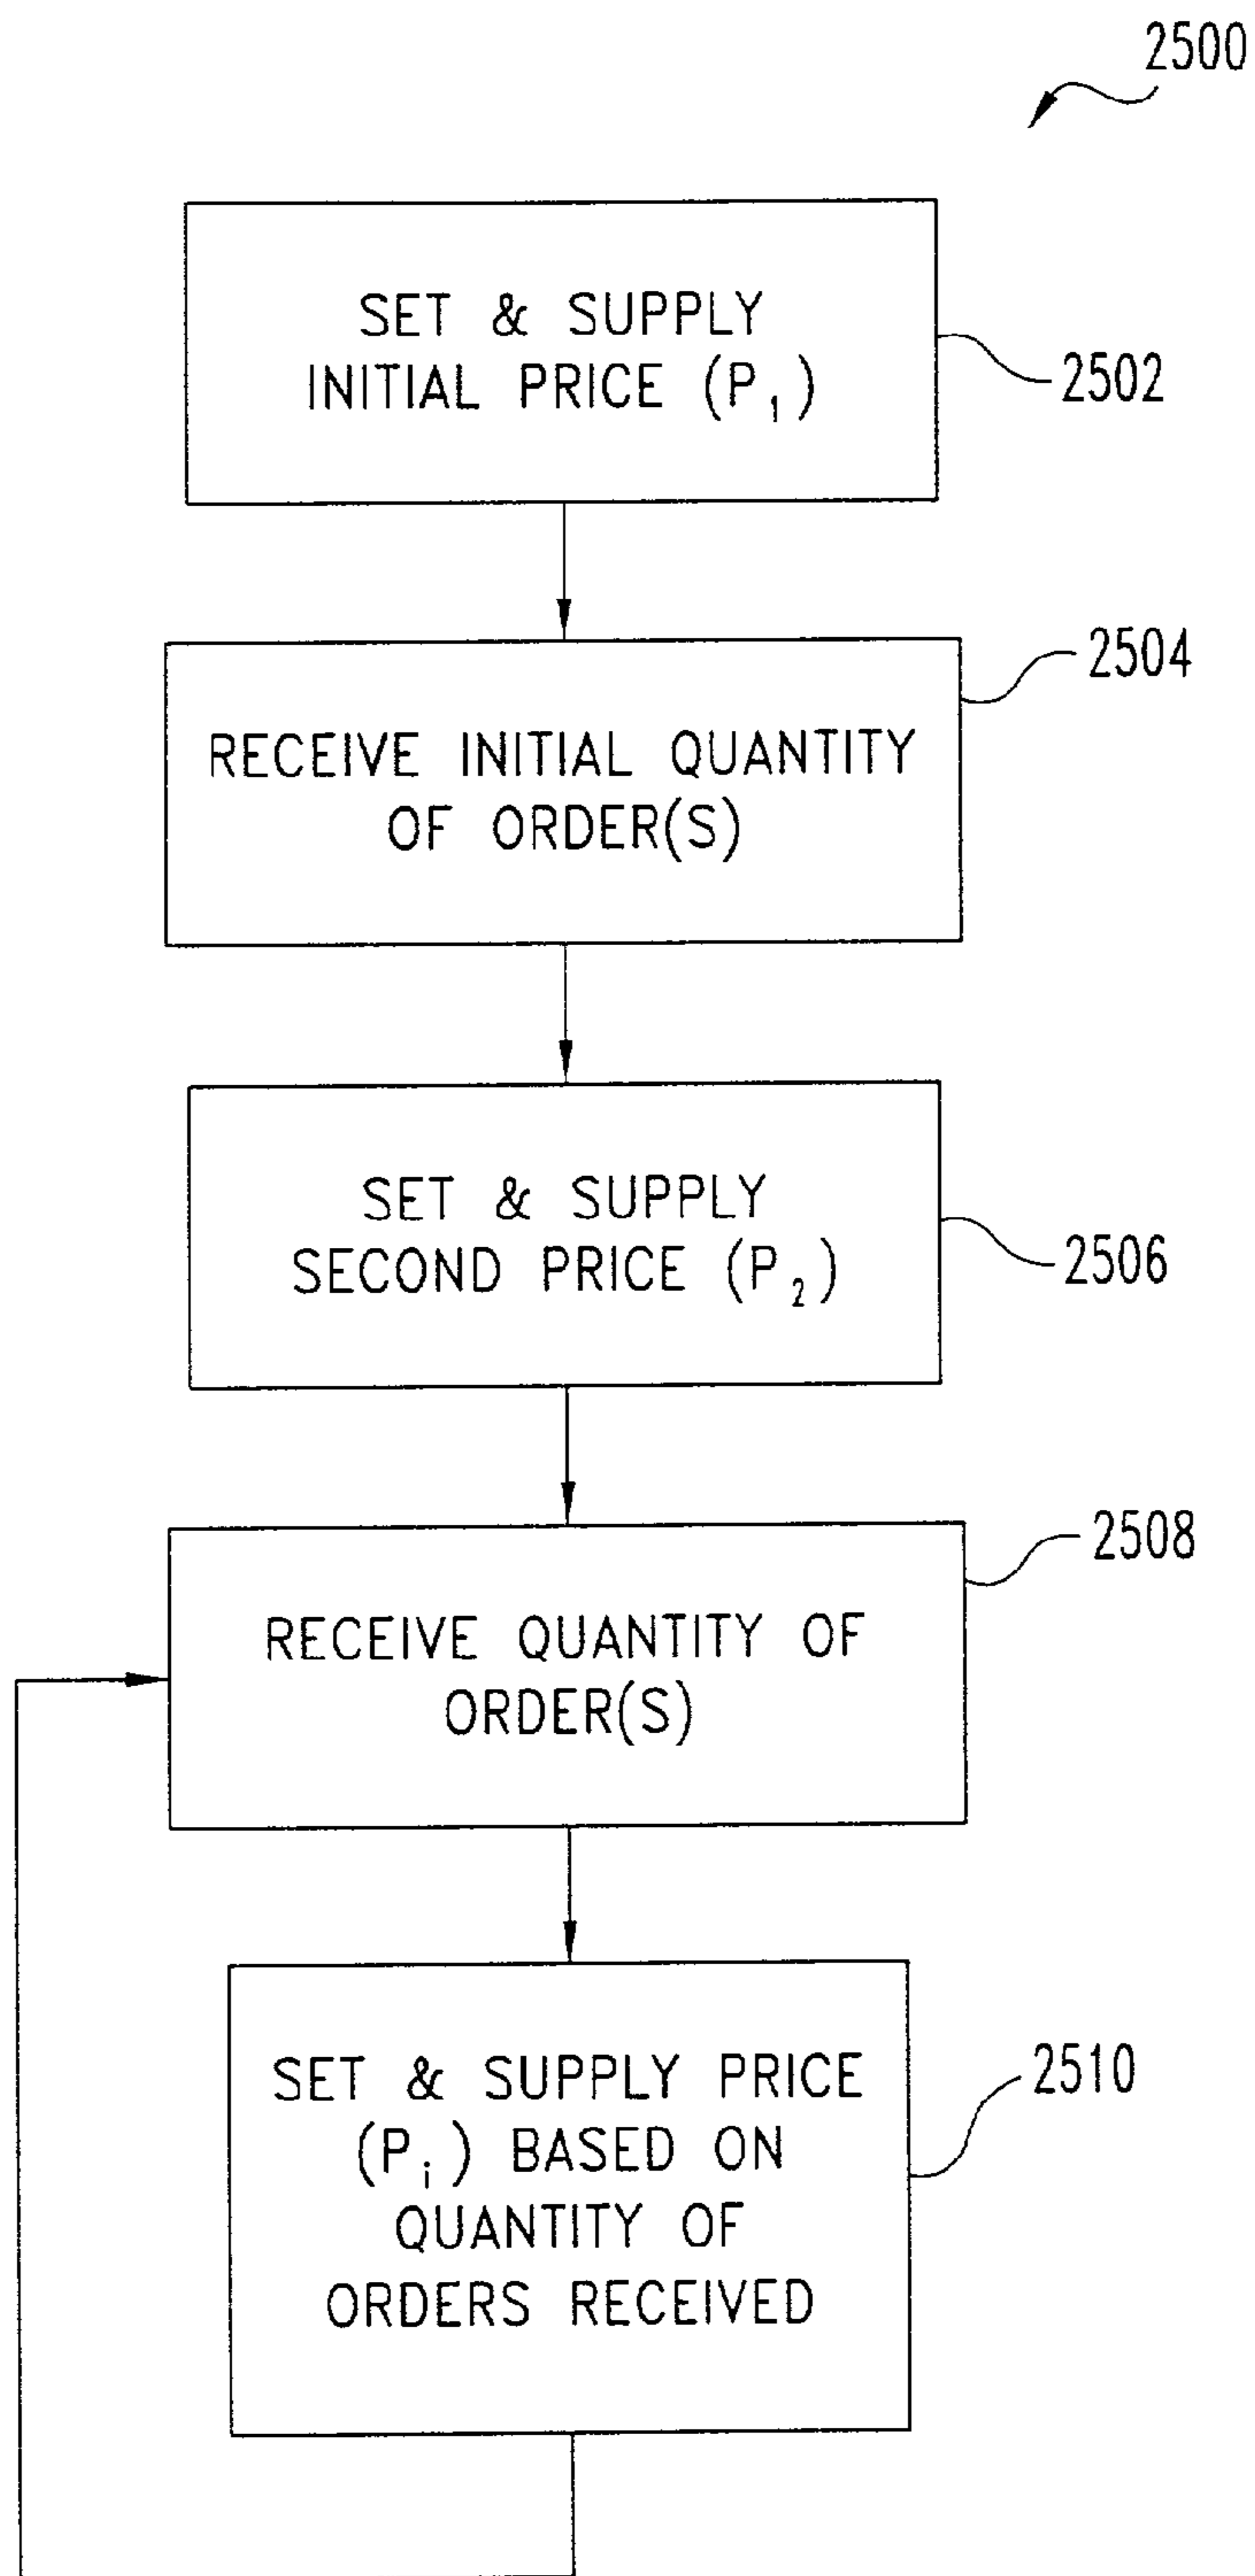 2500
SET & SUPPLY
INITIAL PRICE (P₁)
2502
2504
RECEIVE INITIAL QUANTITY
OF ORDER(S)
SET & SUPPLY
SECOND PRICE (P₂)
2506
2508
RECEIVE QUANTITY OF
ORDER(S)
SET & SUPPLY PRICE
(Pᵢ) BASED ON
QUANTITY OF
ORDERS RECEIVED
2510